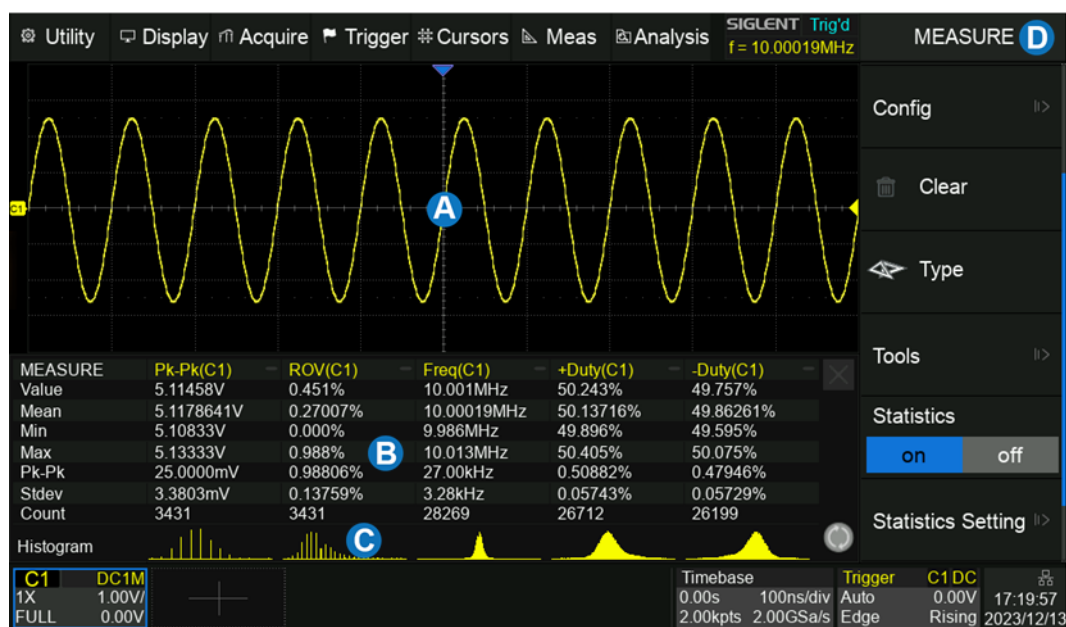 Utility Display Acquire Trigger Cursors Meas Analysis SIGLENT Trig'd
f = 10.00019MHz
MEASURE D
Config
Clear
Type
Tools
Statistics
on off
Statistics Setting
C1
A
MEASURE Pk-Pk(C1) ROV(C1) Freq(C1) +Duty(C1) -Duty(C1)
Value 5.11458V 0.451% 10.001MHz 50.243% 49.757%
Mean 5.1178641V 0.27007% 10.00019MHz 50.13716% 49.86261%
Min 5.10833V 0.000% 9.986MHz 49.896% 49.595%
Max 5.13333V 0.988% B 10.013MHz 50.405% 50.075%
Pk-Pk 25.0000mV 0.98806% 27.00kHz 0.50882% 0.47946%
Stdev 3.3803mV 0.13759% 3.28kHz 0.05743% 0.05729%
Count 3431 3431 28269 26712 26199
Histogram C
C1 DC1M
1X 1.00V/
FULL 0.00V
Timebase
0.00s 100ns/div
2.00kpts 2.00GSa/s
Trigger C1 DC
Auto 0.00V
Edge Rising
17:19:57
2023/12/13